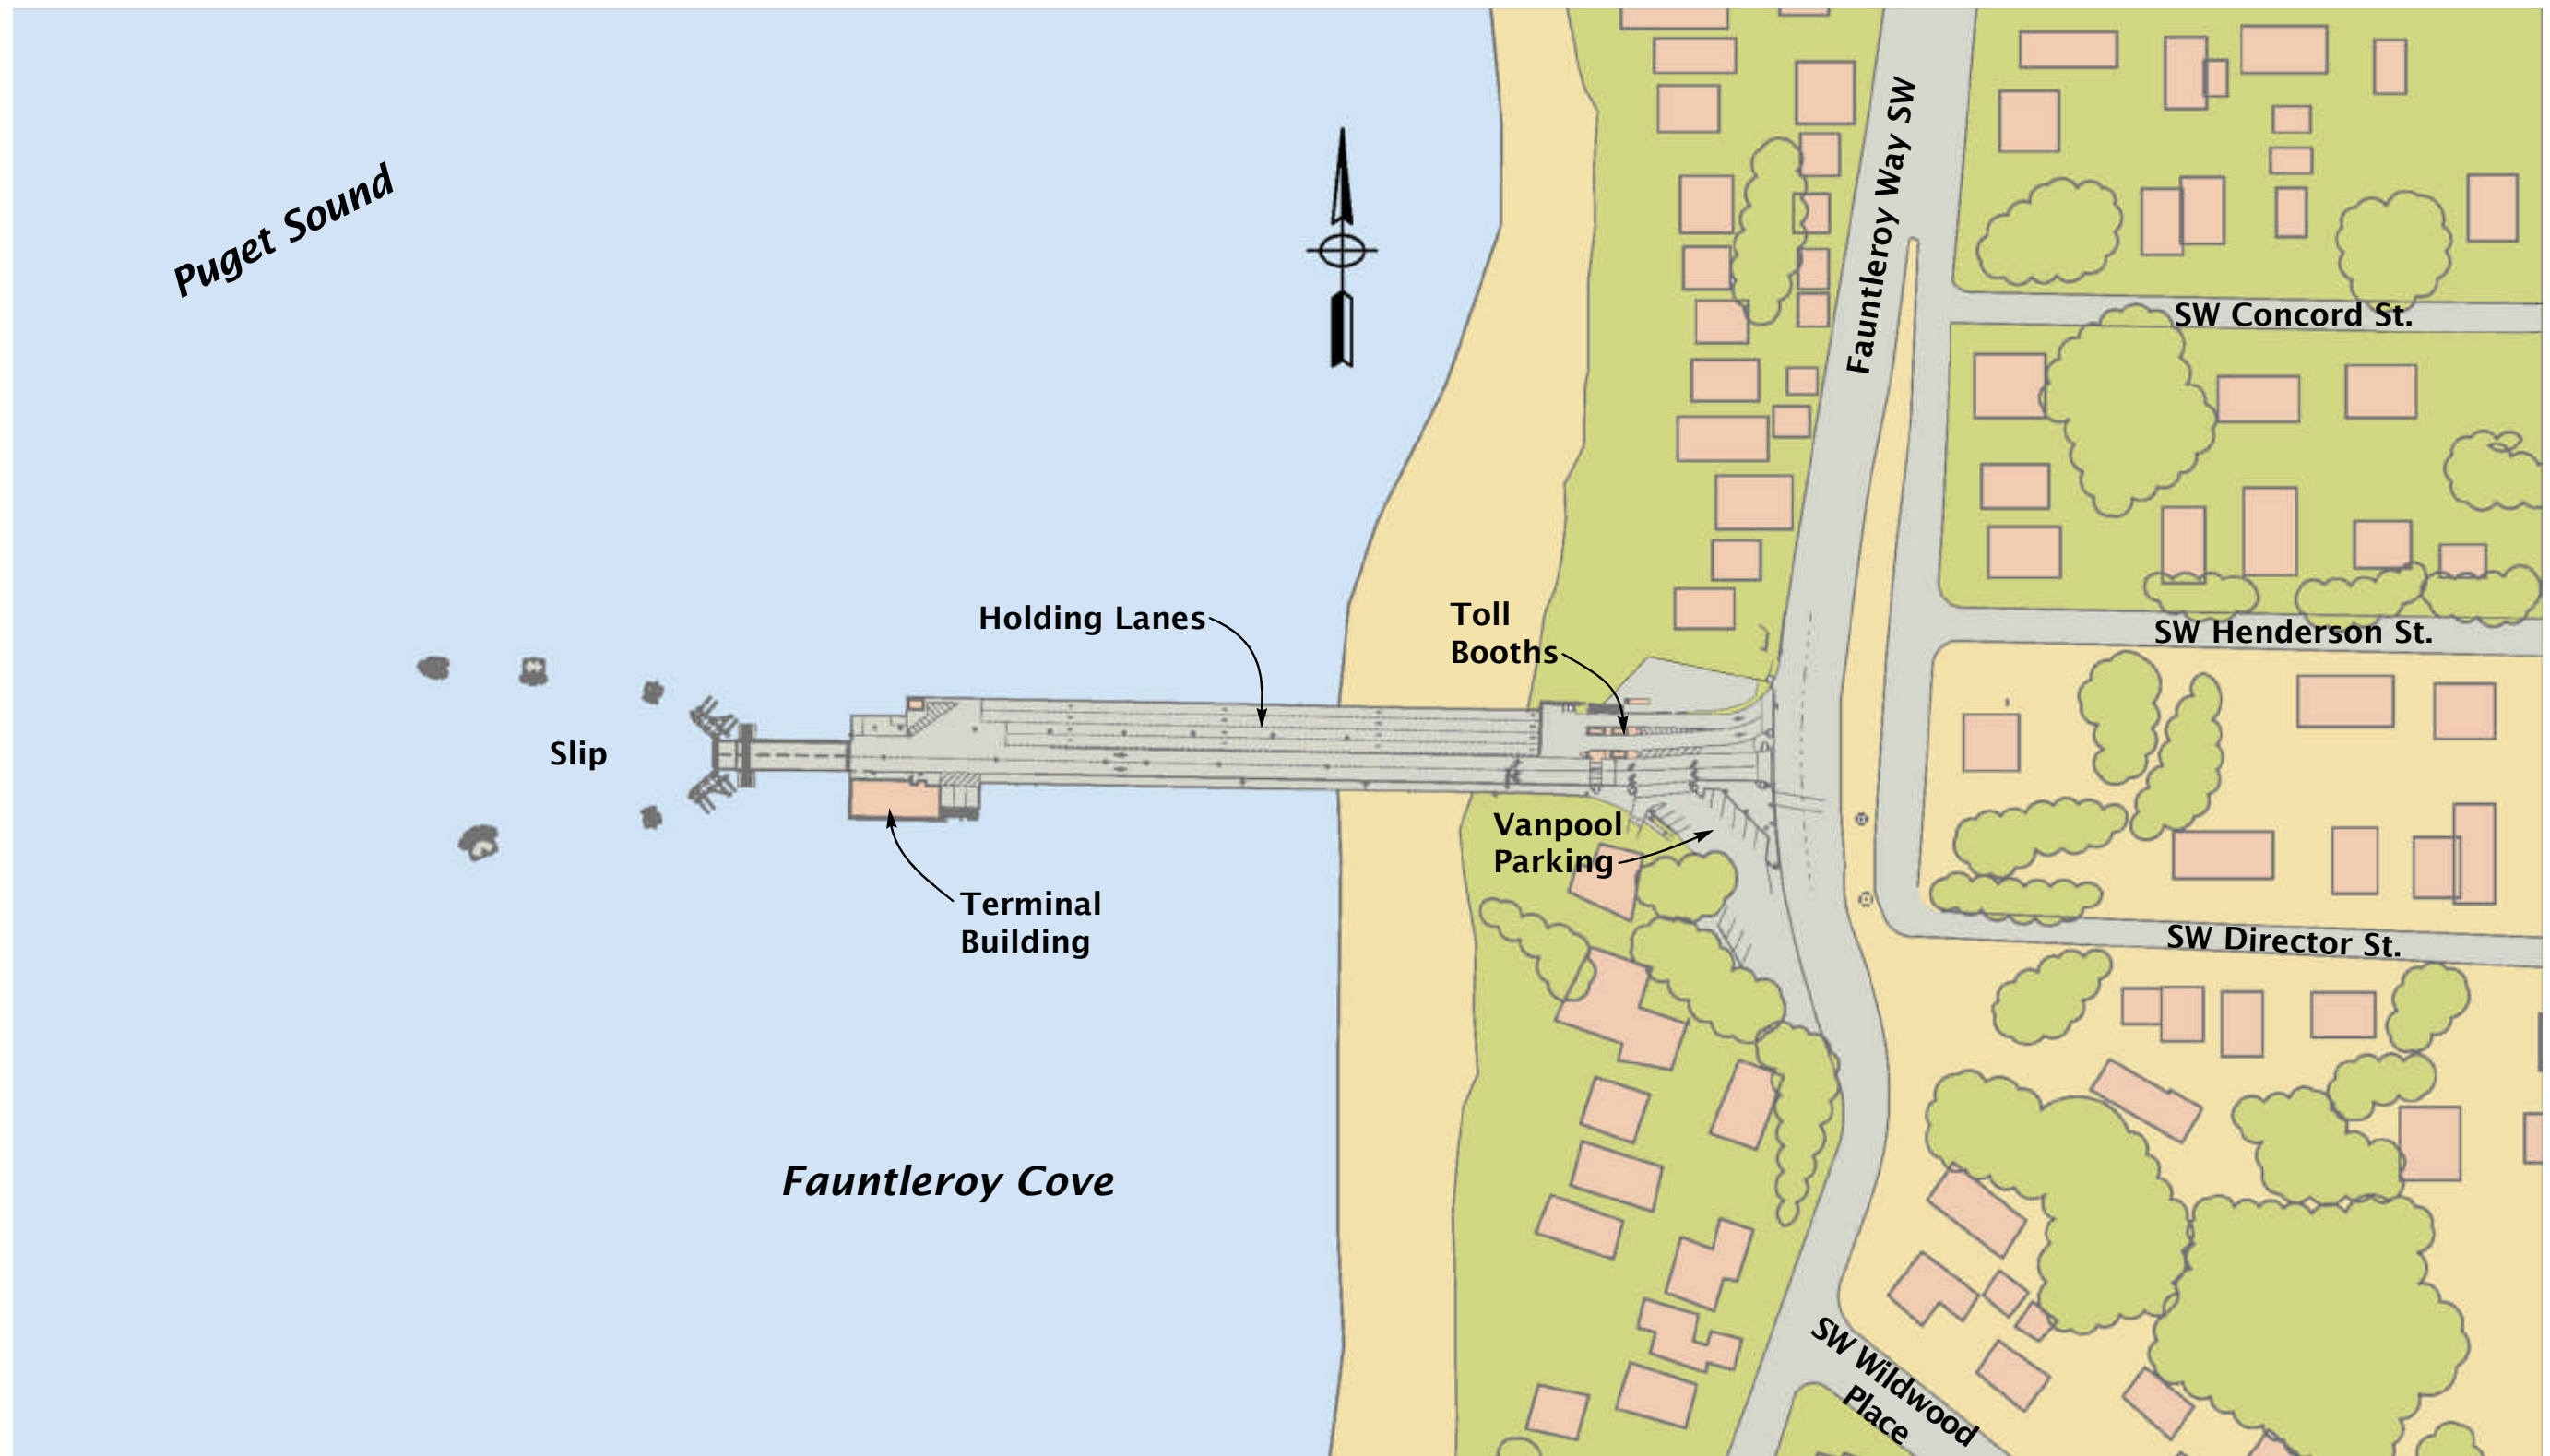 Puget Sound
Fauntleroy Way SW
SW Concord St.
Holding Lanes
Toll
Booths
SW Henderson St.
Slip
Vanpool
Parking
Terminal
Building
SW Director St.
Fauntleroy Cove
SW Wildwood
Place